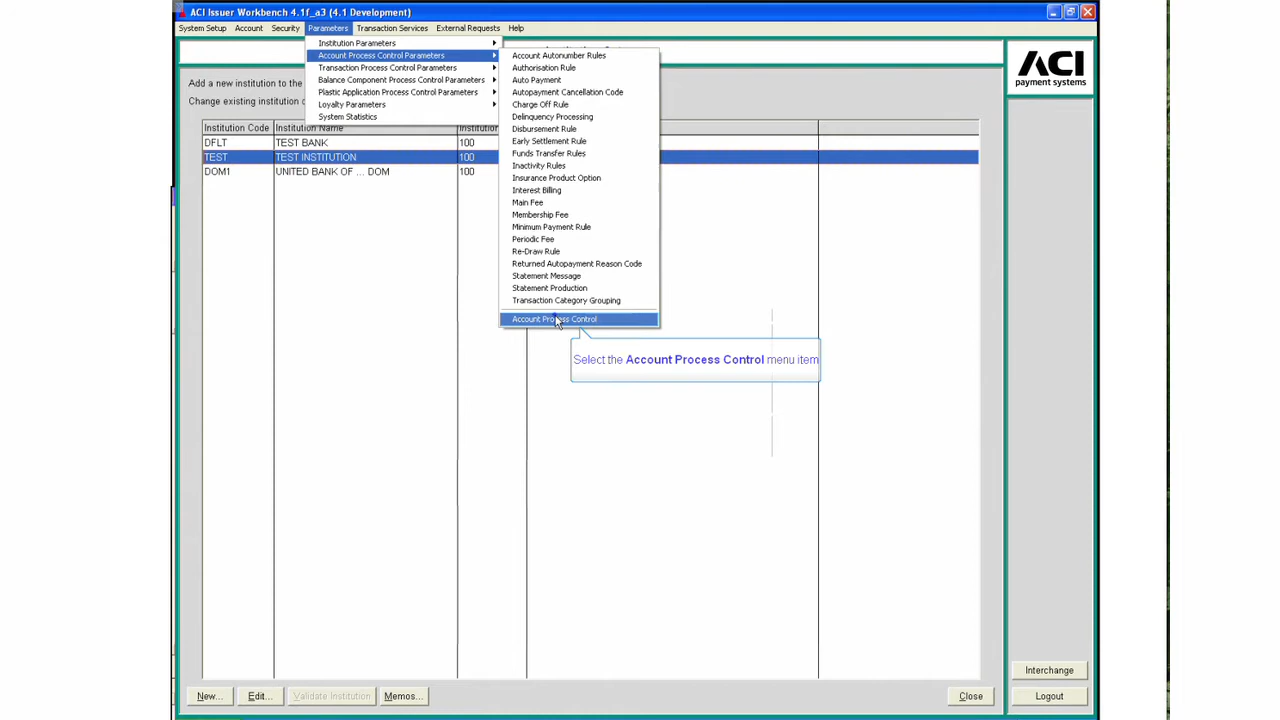 ACI Issuer Workbench 4.1f_a3 (4.1 Development)
System Setup Account Security Parameters Transaction Services External Requests Help
Institution Parameters
Account Process Control Parameters
Transaction Process Control Parameters
Balance Component Process Control Parameters
Plastic Application Process Control Parameters
Loyalty Parameters
System Statistics
Account Autonumber Rules
Authorisation Rule
Auto Payment
Autopayment Cancellation Code
Charge Off Rule
Delinquency Processing
Disbursement Rule
Early Settlement Rule
Funds Transfer Rules
Inactivity Rules
Insurance Product Option
Interest Billing
Main Fee
Membership Fee
Minimum Payment Rule
Periodic Fee
Re-Draw Rule
Returned Autopayment Reason Code
Statement Message
Statement Production
Transaction Category Grouping
Account Process Control
Select the Account Process Control menu item
ACI
payment systems
Add a new institution to the
Change existing institution
Institution Code Institution Name Institution
DFLT TEST BANK 100
TEST TEST INSTITUTION 100
DOM1 UNITED BANK OF ... DOM 100
New... Edit... Validate Institution Memos... Close
Interchange
Logout